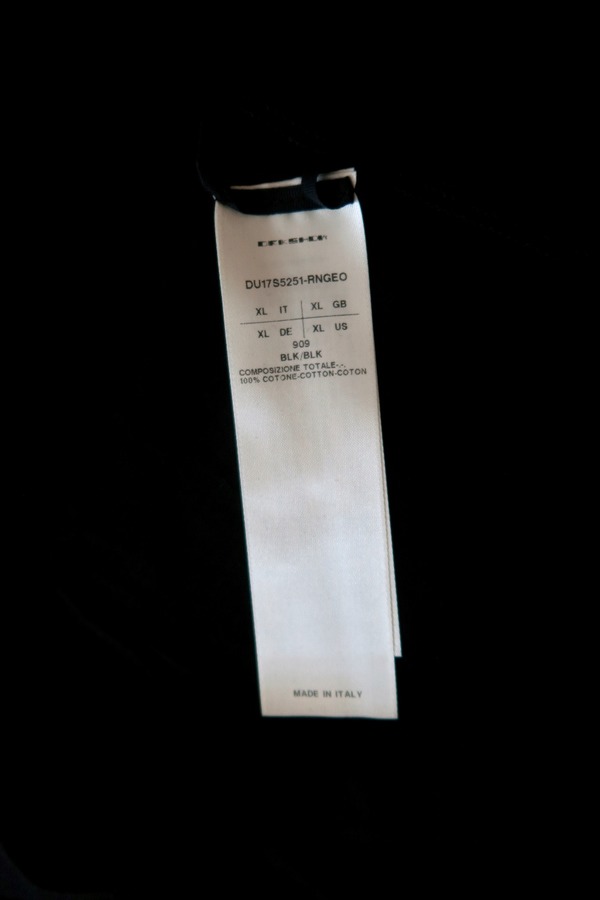 DRKSHDW
DU17S5251-RNGEO
XL IT XL GB
XL DE XL US
909
BLK/BLK
COMPOSIZIONE TOTALE-.-.
100% COTONE-COTTON-COTON
MADE IN ITALY